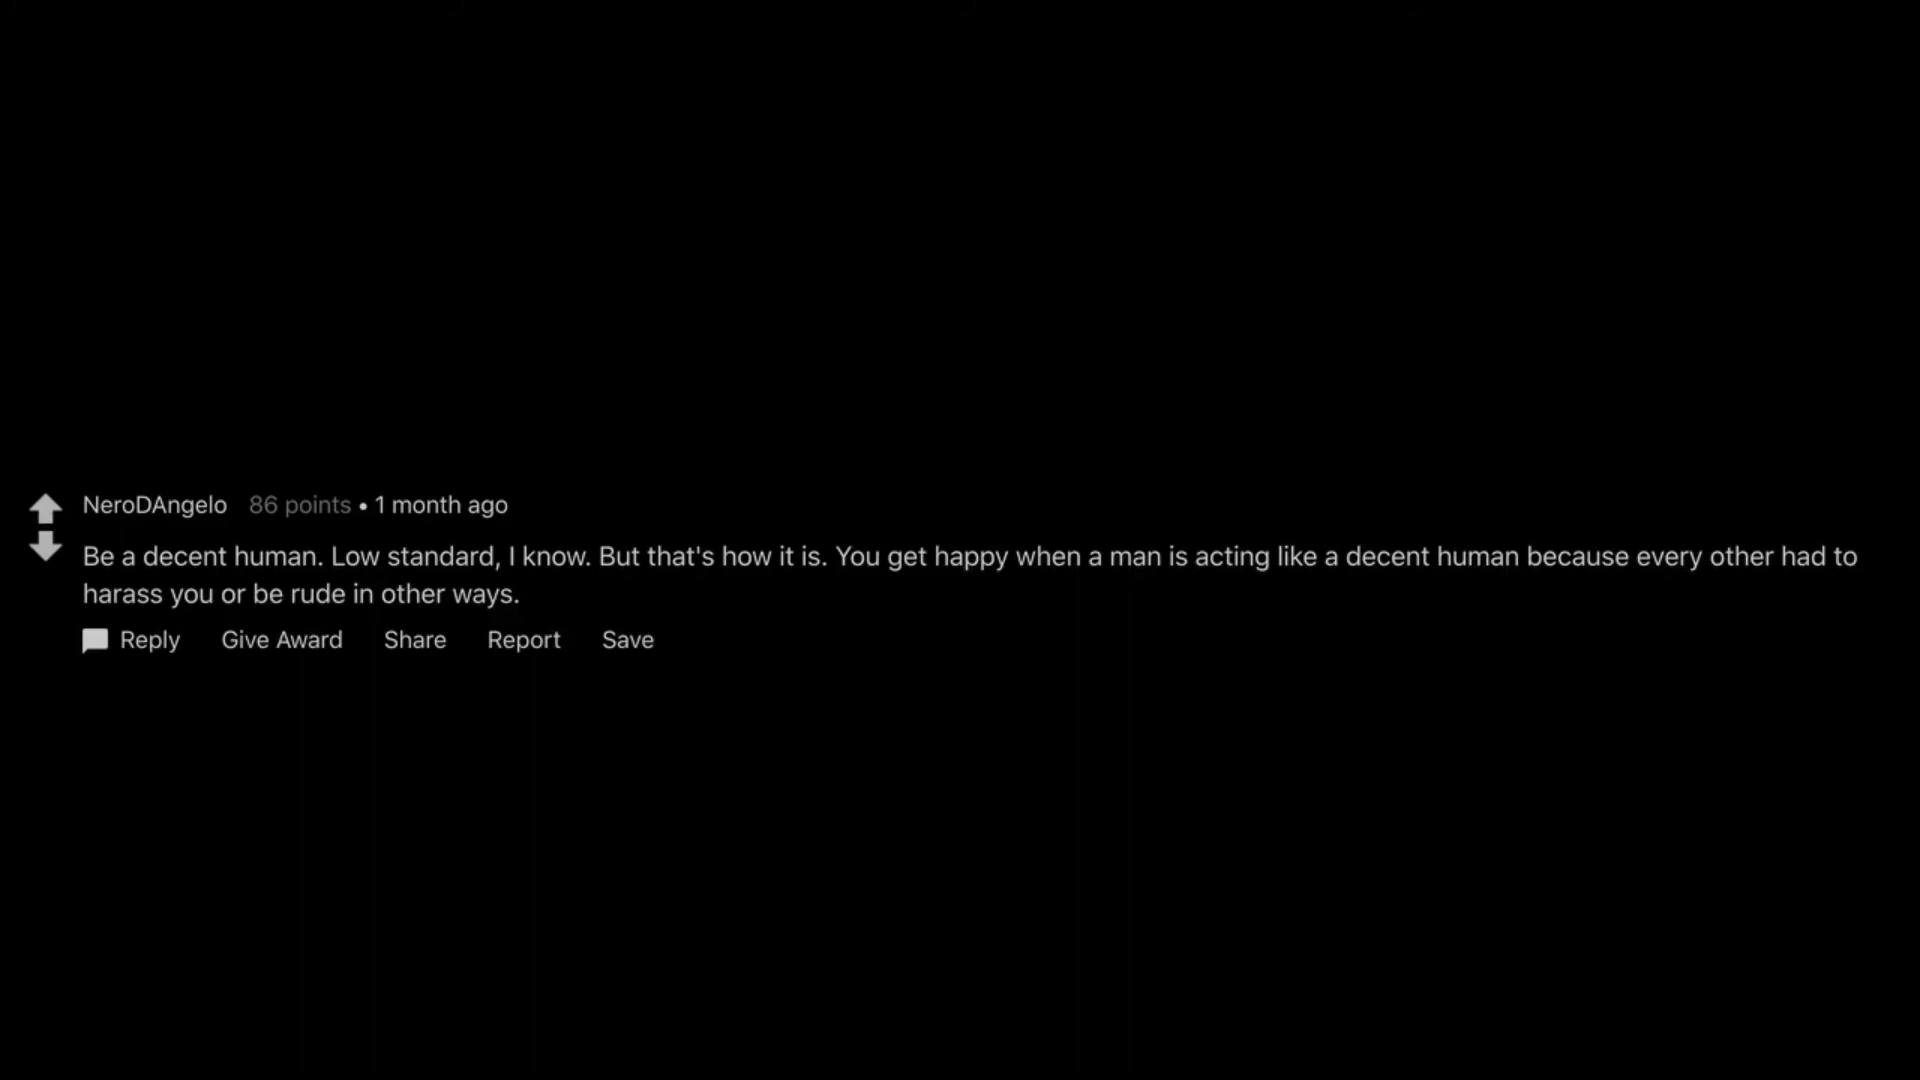 NeroDAngelo 86 points • 1 month ago
Be a decent human. Low standard, I know. But that's how it is. You get happy when a man is acting like a decent human because every other had to
harass you or be rude in other ways.
Reply Give Award Share Report Save